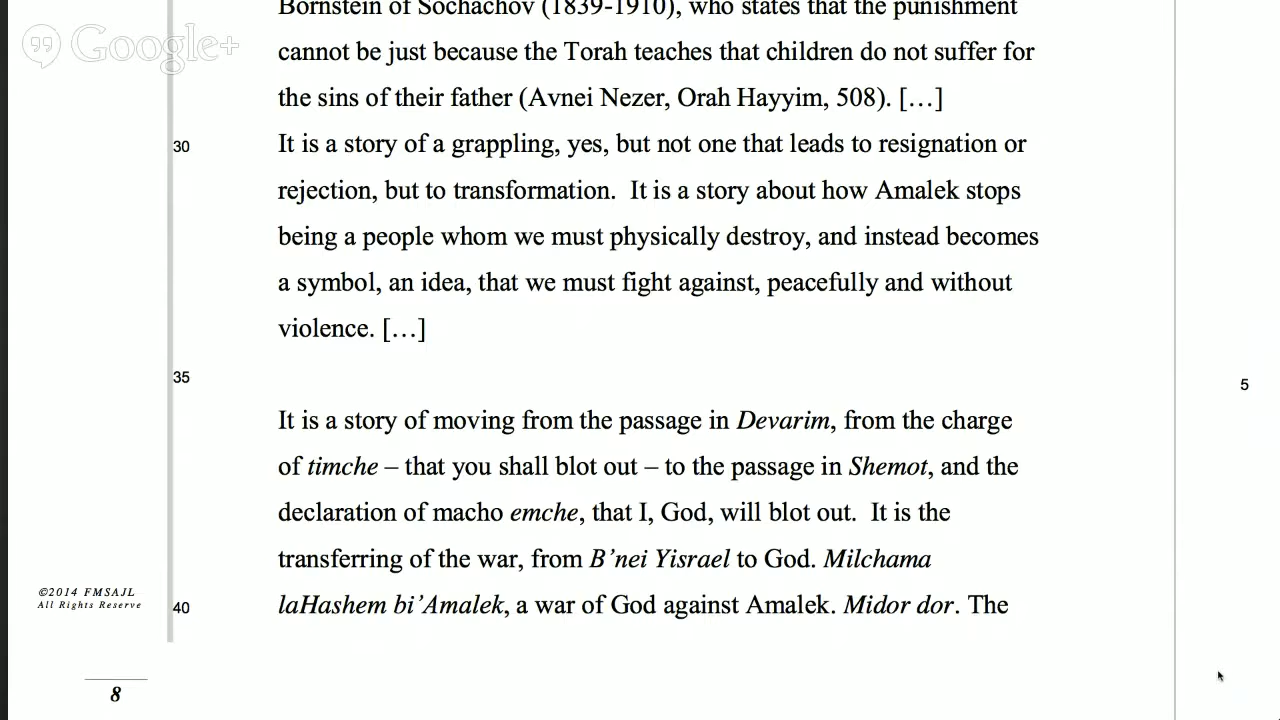 Google+
Bornstein of Sochachov (1839-1910), who states that the punishment
cannot be just because the Torah teaches that children do not suffer for
the sins of their father (Avnei Nezer, Orah Hayyim, 508). […]
30
It is a story of a grappling, yes, but not one that leads to resignation or
rejection, but to transformation.  It is a story about how Amalek stops
being a people whom we must physically destroy, and instead becomes
a symbol, an idea, that we must fight against, peacefully and without
violence. […]
35
5
It is a story of moving from the passage in Devarim, from the charge
of timche – that you shall blot out – to the passage in Shemot, and the
declaration of macho emche, that I, God, will blot out.  It is the
transferring of the war, from B’nei Yisrael to God. Milchama
40
laHashem bi’Amalek, a war of God against Amalek. Midor dor. The
©2014 FMSAJL
All Rights Reserve
8